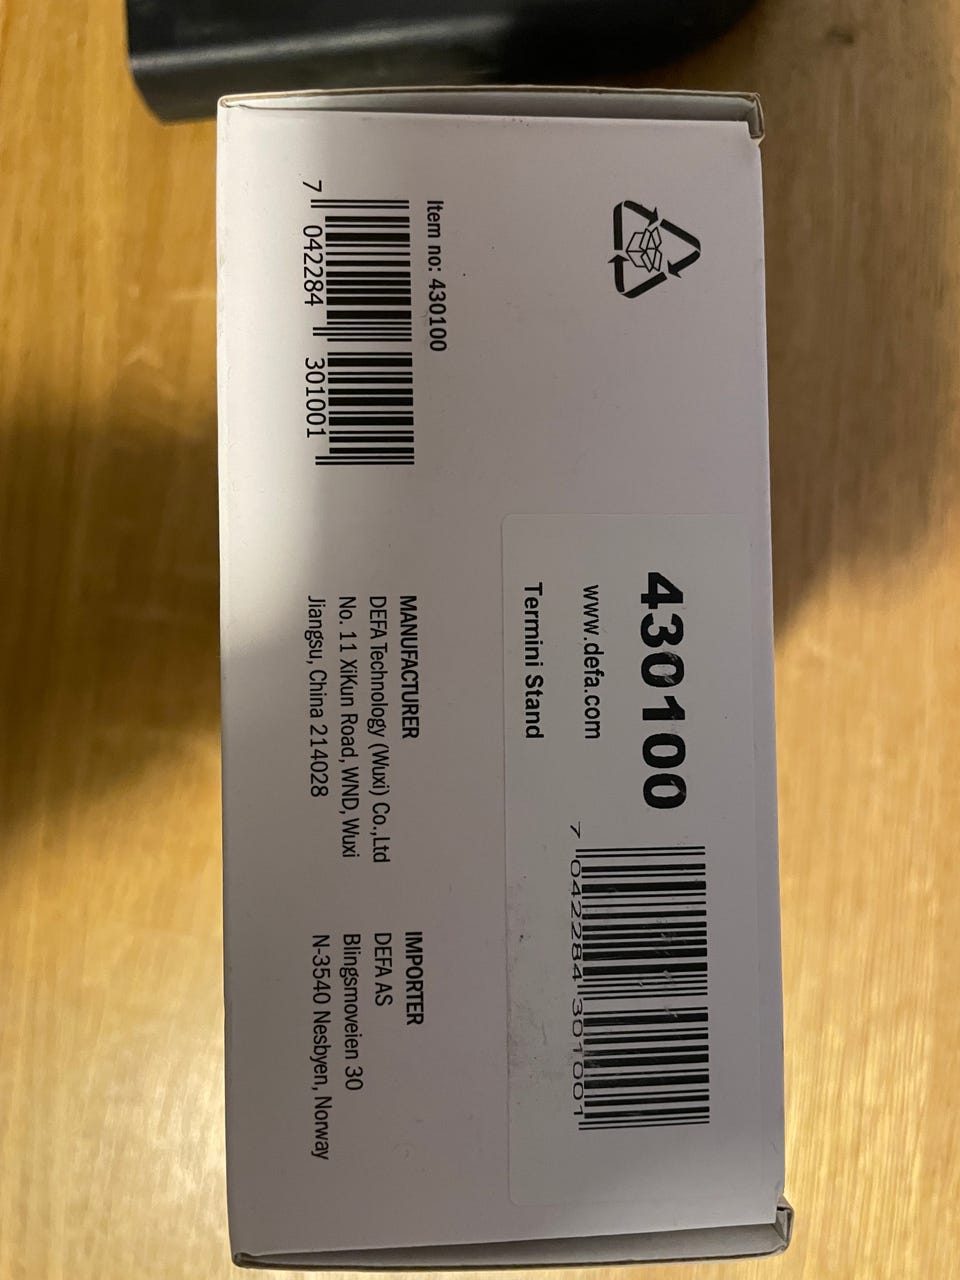 430100
www.defa.com
Termini Stand
7 042284 301001
Item no: 430100
7 042284 301001
MANUFACTURER
DEFA Technology (Wuxi) Co.,Ltd
No. 11 XiKun Road, WND, Wuxi
Jiangsu, China 214028
IMPORTER
DEFA AS
Blingsmoveien 30
N-3540 Nesbyen, Norway